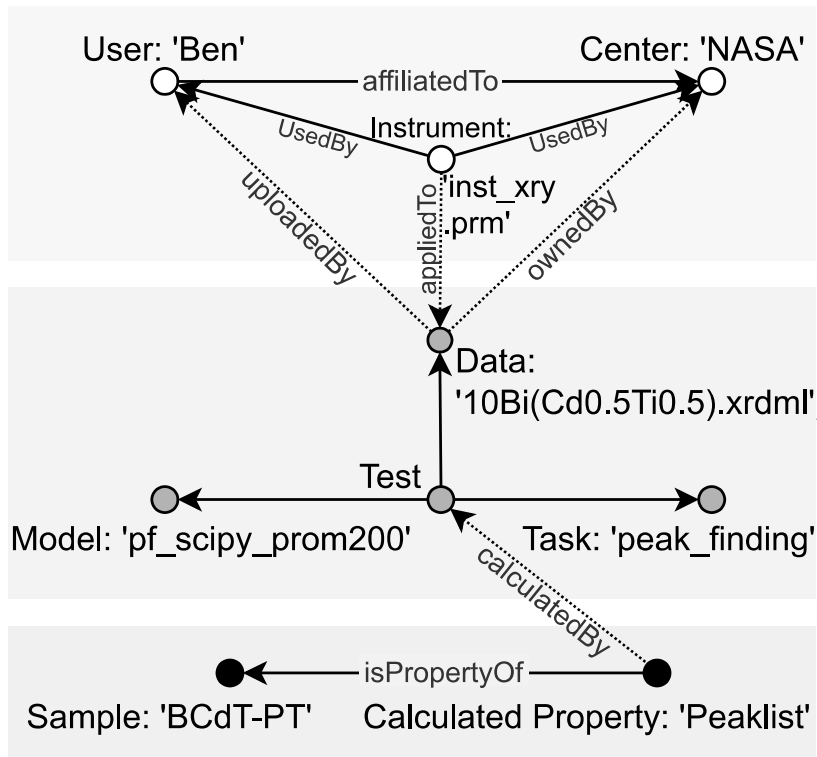 User: 'Ben'
Center: 'NASA'
affiliatedTo
UsedBy
Instrument:
UsedBy
'inst_xry
.prm'
uploadedBy
appliedTo
ownedBy
Data:
'10Bi(Cd0.5Ti0.5).xrdml',
Test
Model: 'pf_scipy_prom200'
Task: 'peak_finding'
calculatedBy
isPropertyOf
Sample: 'BCdT-PT'
Calculated Property: 'Peaklist'